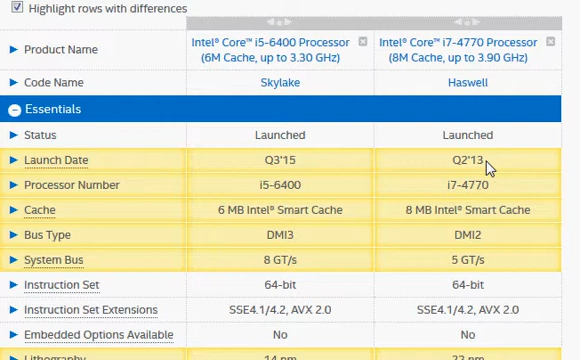 Highlight rows with differences
Product Name
Intel® Core™ i5-6400 Processor (6M Cache, up to 3.30 GHz)
Intel® Core™ i7-4770 Processor (8M Cache, up to 3.90 GHz)
Code Name Skylake Haswell
Essentials
Status Launched Launched
Launch Date Q3'15 Q2'13
Processor Number i5-6400 i7-4770
Cache 6 MB Intel® Smart Cache 8 MB Intel® Smart Cache
Bus Type DMI3 DMI2
System Bus 8 GT/s 5 GT/s
Instruction Set 64-bit 64-bit
Instruction Set Extensions SSE4.1/4.2, AVX 2.0 SSE4.1/4.2, AVX 2.0
Embedded Options Available No No
Lithography 14 nm 22 nm